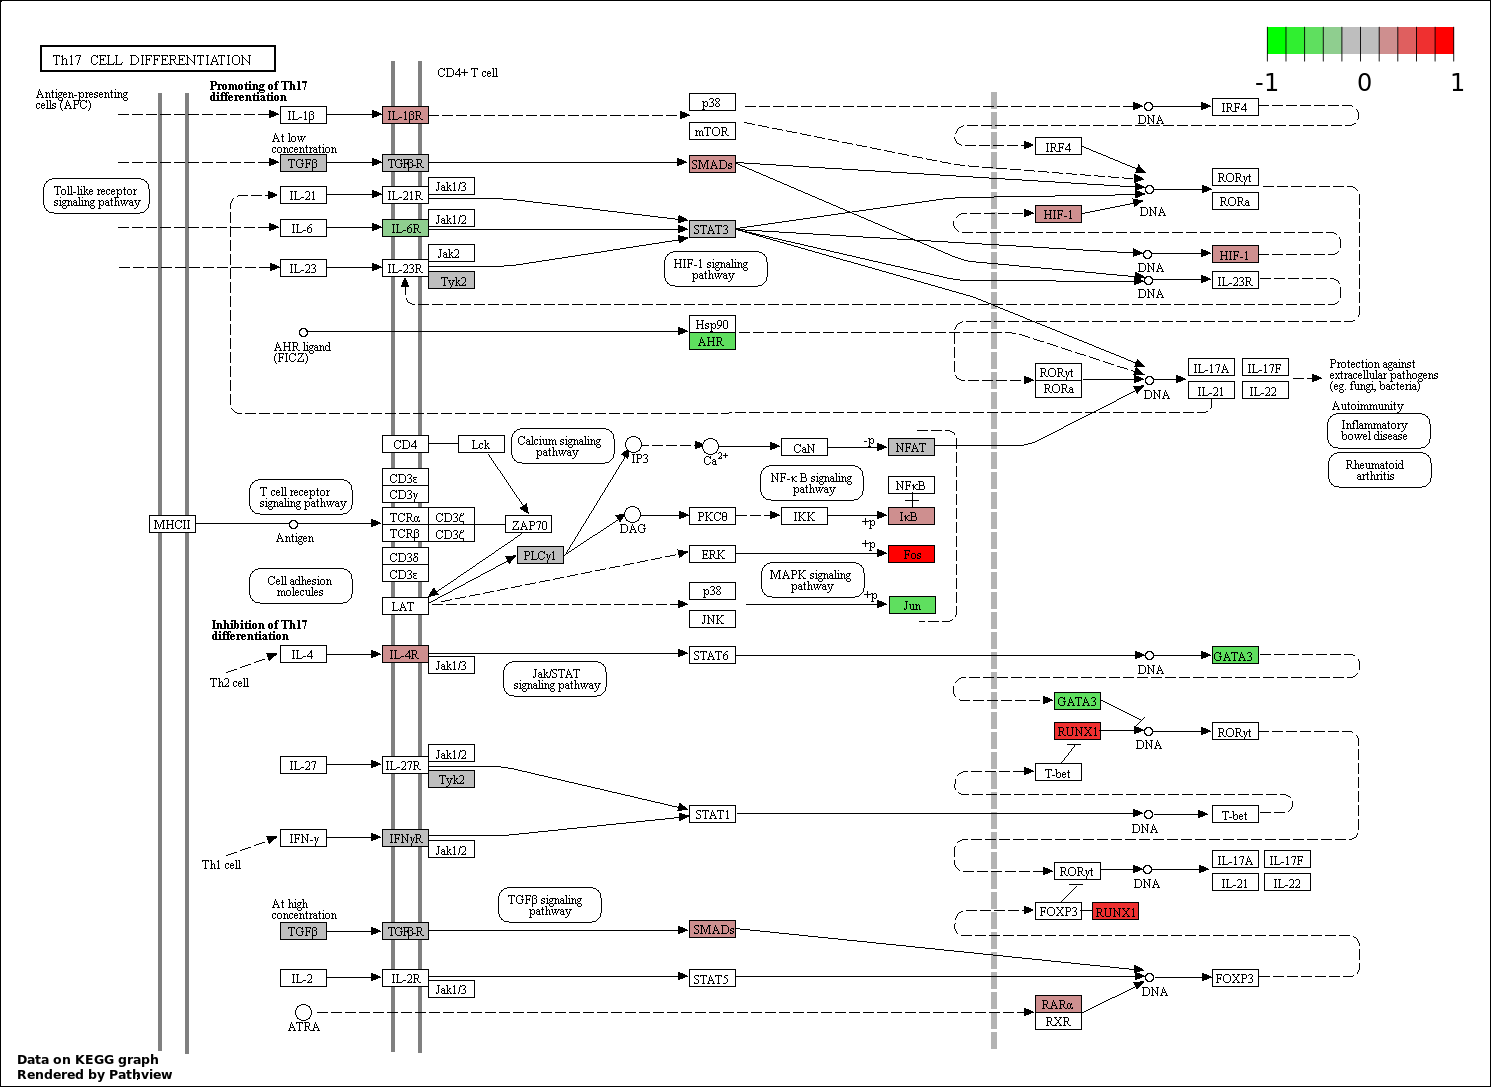 Th17 CELL DIFFERENTIATION
-1 0 1
CD4+ T cell
Antigen-presenting
cells (APC)
Promoting of Th17
differentiation
IL-1β
IL-1βR
p38
mTOR
DNA
IRF4
At low
concentration
TGFβ
TGFβ-R
SMADs
IRF4
Toll-like receptor
signaling pathway
IL-21
IL-21R
Jak1/3
RORγt
RORa
DNA
IL-6
IL-6R
Jak1/2
STAT3
HIF-1
IL-23
IL-23R
Jak2
Tyk2
HIF-1 signaling
pathway
DNA
HIF-1
DNA
IL-23R
AHR ligand
(FICZ)
Hsp90
AHR
RORγt
RORa
DNA
IL-17A
IL-17F
IL-21
IL-22
Protection against
extracellular pathogens
(eg. fungi, bacteria)
Autoimmunity
Inflammatory
bowel disease
Rheumatoid
arthritis
CD4
Lck
Calcium signaling
pathway
IP3
Ca2+
CaN
-p
NFAT
CD3ε
CD3γ
NF-κB signaling
pathway
NFκB
T cell receptor
signaling pathway
MHCII
Antigen
TCRα
CD3ζ
TCRβ
CD3ζ
ZAP70
DAG
PKCθ
IKK
+p
IκB
CD3δ
CD3ε
PLCγ1
ERK
+p
Fos
Cell adhesion
molecules
LAT
p38
JNK
MAPK signaling
pathway
+p
Jun
Inhibition of Th17
differentiation
IL-4
IL-4R
Jak1/3
STAT6
DNA
GATA3
Th2 cell
Jak/STAT
signaling pathway
GATA3
RUNX1
DNA
RORγt
IL-27
IL-27R
Jak1/2
Tyk2
T-bet
STAT1
DNA
T-bet
IFN-γ
IFNγR
Jak1/2
Th1 cell
RORγt
DNA
IL-17A
IL-17F
IL-21
IL-22
At high
concentration
TGFβ
TGFβ-R
TGFβ signaling
pathway
SMADs
FOXP3
RUNX1
IL-2
IL-2R
Jak1/3
STAT5
DNA
FOXP3
ATRA
RARα
RXR
Data on KEGG graph
Rendered by Pathview